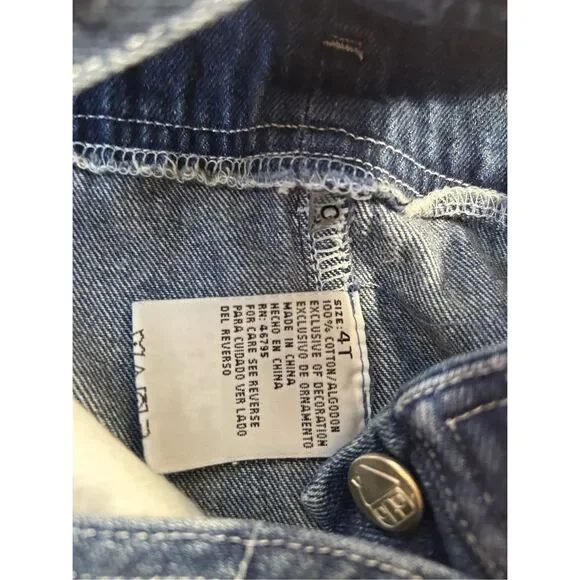 SIZE: 4T
100% COTTON/ALGODON
EXCLUSIVE OF DECORATION
EXCLUSIVO DE ORNAMENTO
MADE IN CHINA
HECHO EN CHINA
RN: 46795
FOR CARE SEE REVERSE
PARA CUIDADO VER LADO
DEL REVERSO
C